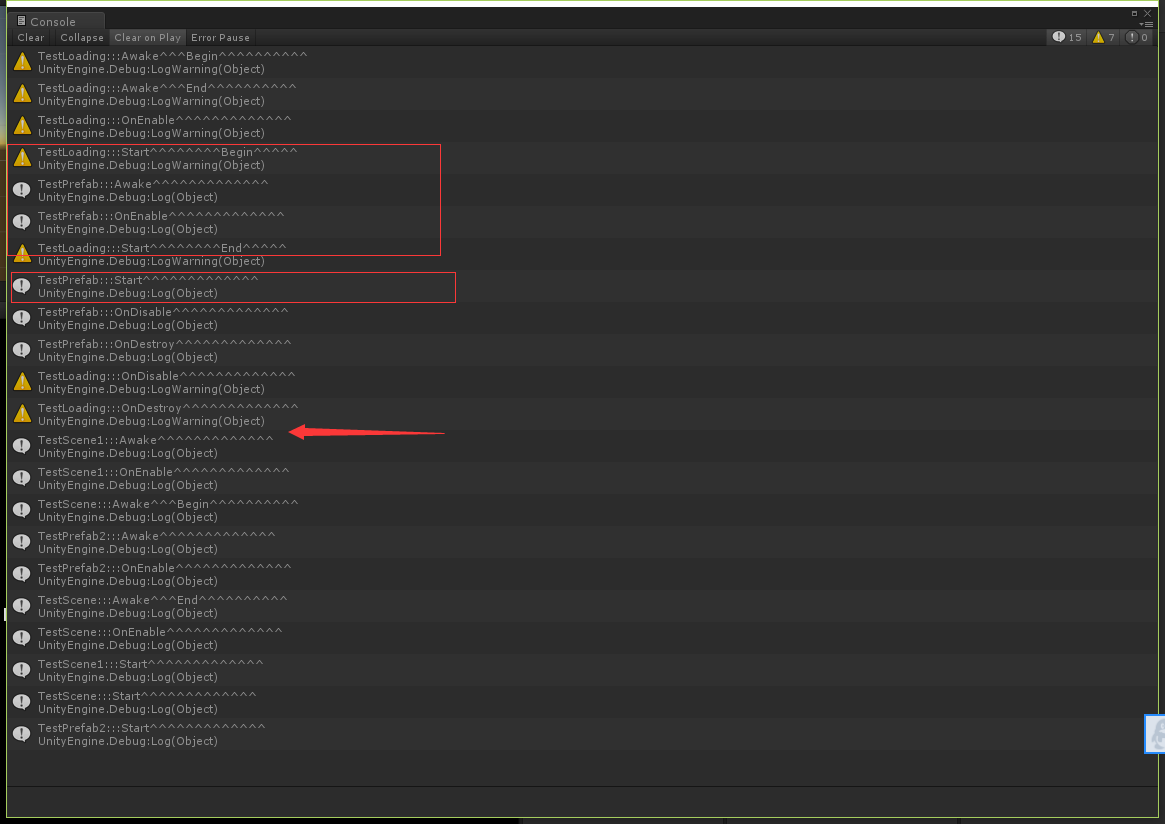 Console
Clear Collapse Clear on Play Error Pause 15 7 0
TestLoading:::Awake^^^Begin^^^^^^^^^^
UnityEngine.Debug:LogWarning(Object)
TestLoading:::Awake^^^End^^^^^^^^^^
UnityEngine.Debug:LogWarning(Object)
TestLoading:::OnEnable^^^^^^^^^^^^^
UnityEngine.Debug:LogWarning(Object)
TestLoading:::Start^^^^^^^^Begin^^^^^
UnityEngine.Debug:LogWarning(Object)
TestPrefab:::Awake^^^^^^^^^^^^^
UnityEngine.Debug:Log(Object)
TestPrefab:::OnEnable^^^^^^^^^^^^^
UnityEngine.Debug:Log(Object)
TestLoading:::Start^^^^^^^^End^^^^^
UnityEngine.Debug:LogWarning(Object)
TestPrefab:::Start^^^^^^^^^^^^^
UnityEngine.Debug:Log(Object)
TestPrefab:::OnDisable^^^^^^^^^^^^^
UnityEngine.Debug:Log(Object)
TestPrefab:::OnDestroy^^^^^^^^^^^^^
UnityEngine.Debug:Log(Object)
TestLoading:::OnDisable^^^^^^^^^^^^^
UnityEngine.Debug:LogWarning(Object)
TestLoading:::OnDestroy^^^^^^^^^^^^^
UnityEngine.Debug:LogWarning(Object)
TestScene1:::Awake^^^^^^^^^^^^^
UnityEngine.Debug:Log(Object)
TestScene1:::OnEnable^^^^^^^^^^^^^
UnityEngine.Debug:Log(Object)
TestScene:::Awake^^^Begin^^^^^^^^^^
UnityEngine.Debug:Log(Object)
TestPrefab2:::Awake^^^^^^^^^^^^^
UnityEngine.Debug:Log(Object)
TestPrefab2:::OnEnable^^^^^^^^^^^^^
UnityEngine.Debug:Log(Object)
TestScene:::Awake^^^End^^^^^^^^^^
UnityEngine.Debug:Log(Object)
TestScene:::OnEnable^^^^^^^^^^^^^
UnityEngine.Debug:Log(Object)
TestScene1:::Start^^^^^^^^^^^^^
UnityEngine.Debug:Log(Object)
TestScene:::Start^^^^^^^^^^^^^
UnityEngine.Debug:Log(Object)
TestPrefab2:::Start^^^^^^^^^^^^^
UnityEngine.Debug:Log(Object)